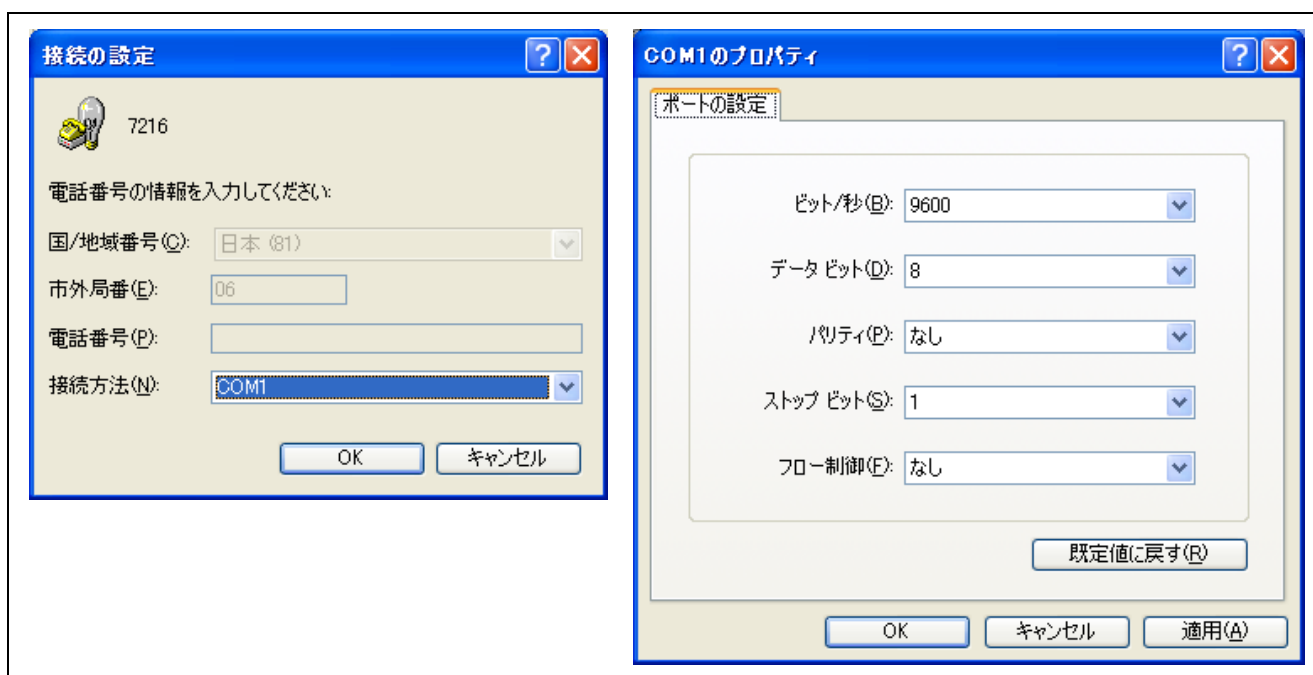 接続の設定
7216
電話番号の情報を入力してください:
国/地域番号(C): 日本 (81)
市外局番(E): 06
電話番号(P):
接続方法(N): COM1
OK キャンセル
COM1のプロパティ
ポートの設定
ビット/秒(B): 9600
データ ビット(D): 8
パリティ(P): なし
ストップ ビット(S): 1
フロー制御(F): なし
既定値に戻す(R)
OK キャンセル 適用(A)